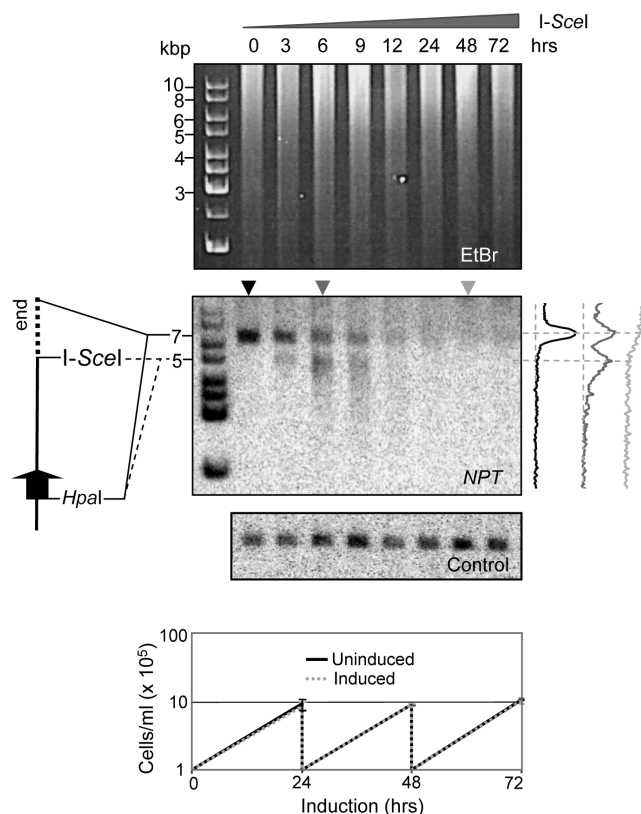 I-SceI
kbp 0 3 6 9 12 24 48 72 hrs
10
8
6
5
4
3
EtBr
end
7
I-SceI 5
HpaI
NPT
Control
100
Uninduced
Induced
10
1
Cells/ml (x 10⁵)
0 24 48 72
Induction (hrs)